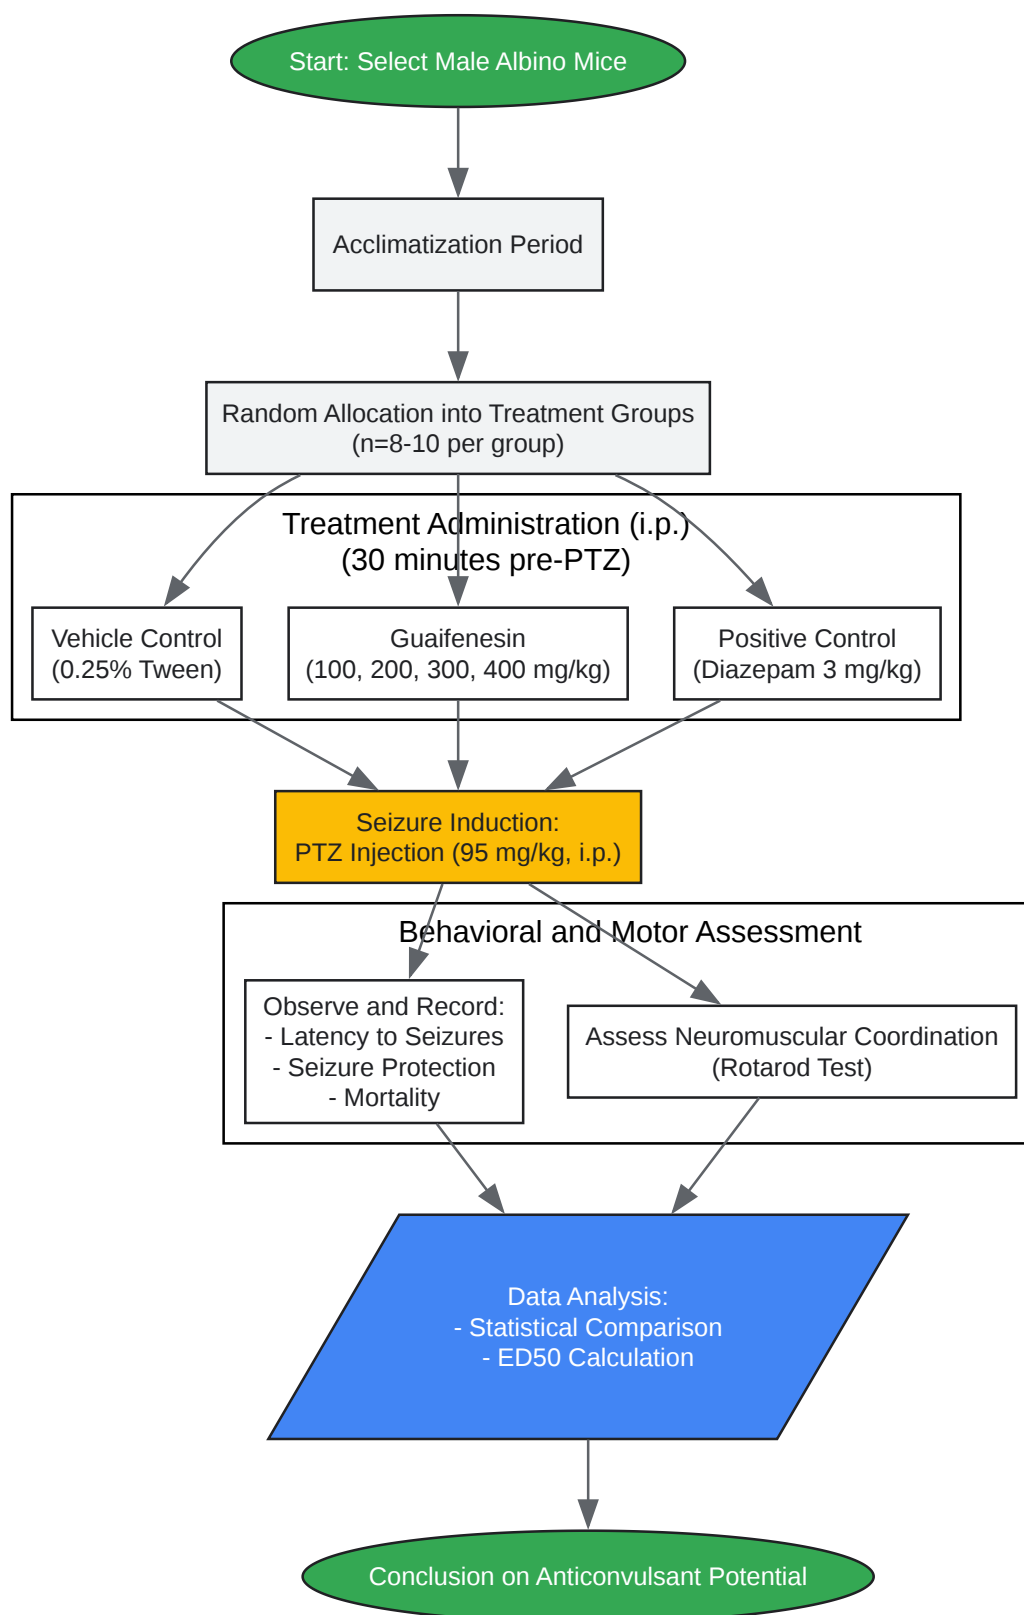 Start: Select Male Albino Mice
Acclimatization Period
Random Allocation into Treatment Groups
(n=8-10 per group)
Treatment Administration (i.p.)
(30 minutes pre-PTZ)
Vehicle Control
(0.25% Tween)
Guaifenesin
(100, 200, 300, 400 mg/kg)
Positive Control
(Diazepam 3 mg/kg)
Seizure Induction:
PTZ Injection (95 mg/kg, i.p.)
Behavioral and Motor Assessment
Observe and Record:
- Latency to Seizures
- Seizure Protection
- Mortality
Assess Neuromuscular Coordination
(Rotarod Test)
Data Analysis:
- Statistical Comparison
- ED50 Calculation
Conclusion on Anticonvulsant Potential